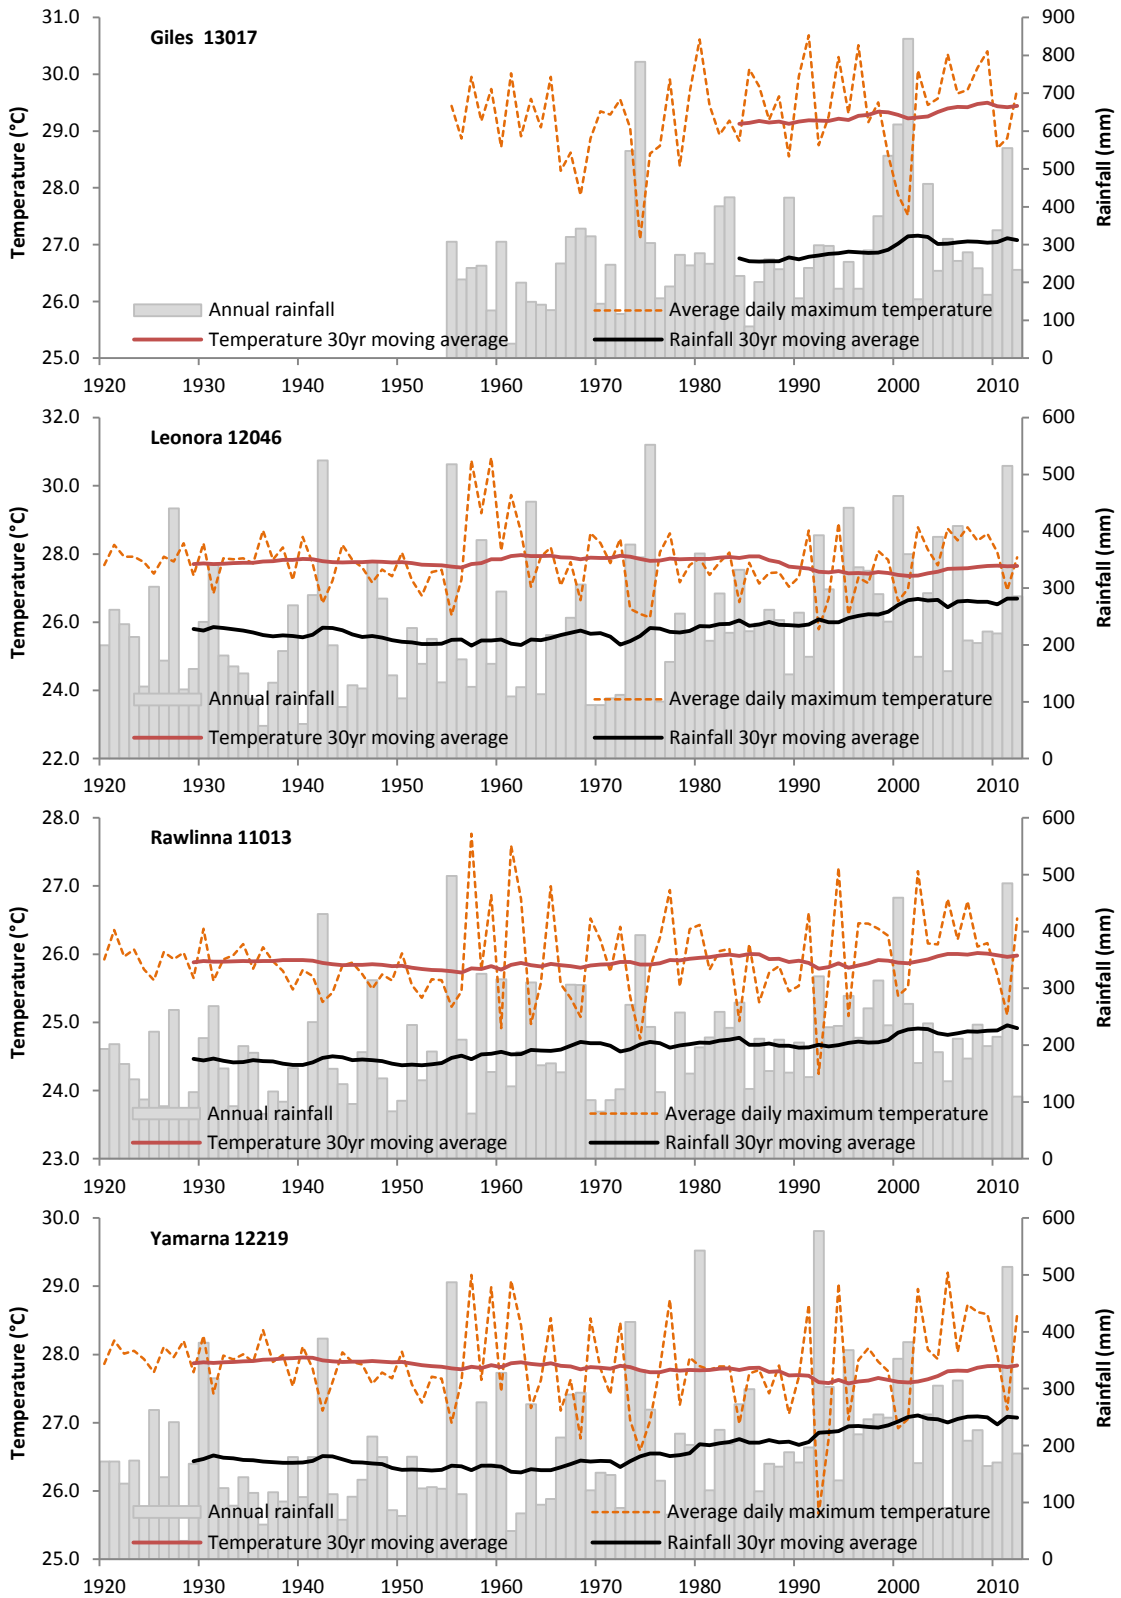 31.0 900
Giles 13017
30.0 800
700
29.0 600
500
28.0 400
27.0 300
200
26.0 100
25.0 0
Temperature (°C)
Rainfall (mm)
Annual rainfall Average daily maximum temperature
Temperature 30yr moving average Rainfall 30yr moving average
1920 1930 1940 1950 1960 1970 1980 1990 2000 2010
32.0 600
Leonora 12046
30.0 500
28.0 400
300
26.0 200
24.0 100
22.0 0
Temperature (°C)
Rainfall (mm)
Annual rainfall Average daily maximum temperature
Temperature 30yr moving average Rainfall 30yr moving average
1920 1930 1940 1950 1960 1970 1980 1990 2000 2010
28.0 600
Rawlinna 11013
27.0 500
26.0 400
300
25.0 200
24.0 100
23.0 0
Temperature (°C)
Rainfall (mm)
Annual rainfall Average daily maximum temperature
Temperature 30yr moving average Rainfall 30yr moving average
1920 1930 1940 1950 1960 1970 1980 1990 2000 2010
30.0 600
Yamarna 12219
29.0 500
28.0 400
300
27.0 200
26.0 100
25.0 0
Temperature (°C)
Rainfall (mm)
Annual rainfall Average daily maximum temperature
Temperature 30yr moving average Rainfall 30yr moving average
1920 1930 1940 1950 1960 1970 1980 1990 2000 2010